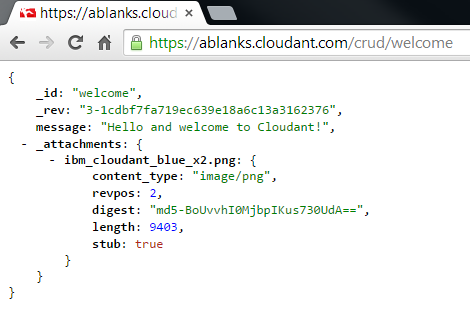 https://ablanks.cloudant.c
https://ablanks.cloudant.com/crud/welcome
{
_id: "welcome",
_rev: "3-1cdbf7fa719ec639e18a6c13a3162376",
message: "Hello and welcome to Cloudant!",
- _attachments: {
- ibm_cloudant_blue_x2.png: {
content_type: "image/png",
revpos: 2,
digest: "md5-BoUvvhI0MjbpIKus730UdA==",
length: 9403,
stub: true
}
}
}